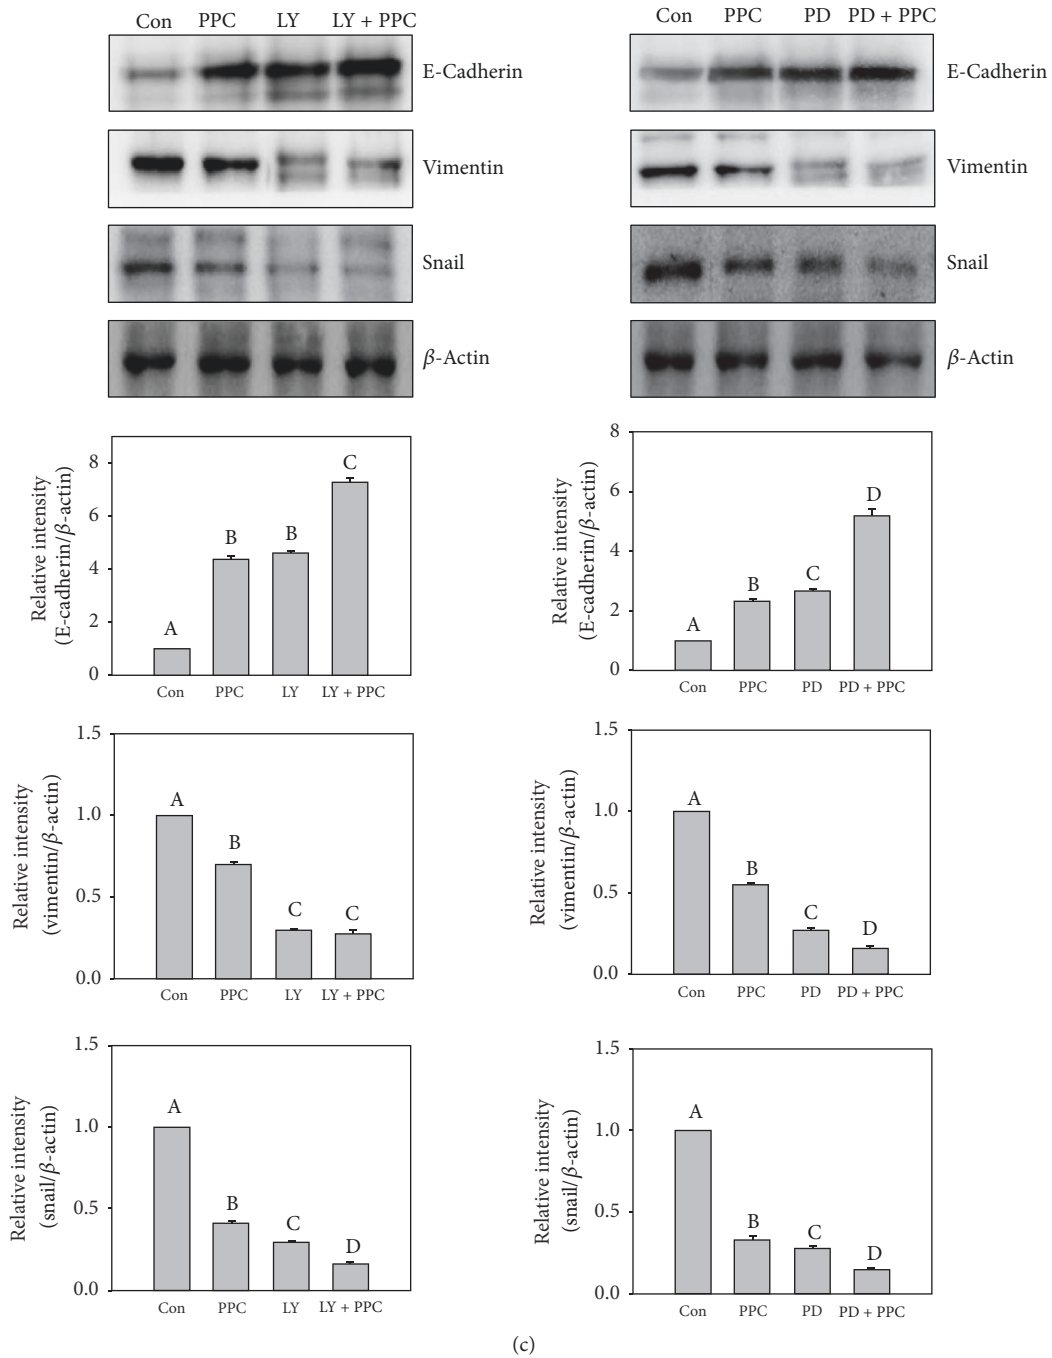 Con PPC LY LY + PPC
E-Cadherin
Vimentin
Snail
β-Actin
Con PPC PD PD + PPC
E-Cadherin
Vimentin
Snail
β-Actin
Relative intensity
(E-cadherin/β-actin)
8
6
4
2
0
A
B
B
C
Con PPC LY LY + PPC
Relative intensity
(E-cadherin/β-actin)
8
6
4
2
0
A
B
C
D
Con PPC PD PD + PPC
Relative intensity
(vimentin/β-actin)
1.5
1.0
0.5
0.0
A
B
C
C
Con PPC LY LY + PPC
Relative intensity
(vimentin/β-actin)
1.5
1.0
0.5
0.0
A
B
C
D
Con PPC PD PD + PPC
Relative intensity
(snail/β-actin)
1.5
1.0
0.5
0.0
A
B
C
D
Con PPC LY LY + PPC
Relative intensity
(snail/β-actin)
1.5
1.0
0.5
0.0
A
B
C
D
Con PPC PD PD + PPC
(c)